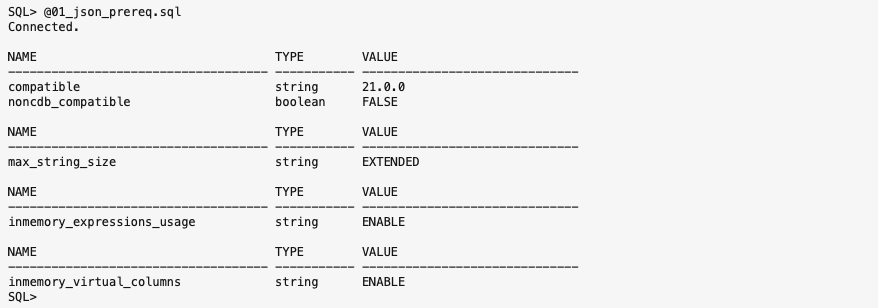 SQL> @01_json_prereq.sql
Connected.
NAME TYPE VALUE
------------------------------------ ----------- ------------------------------
compatible string 21.0.0
noncdb_compatible boolean FALSE
NAME TYPE VALUE
------------------------------------ ----------- ------------------------------
max_string_size string EXTENDED
NAME TYPE VALUE
------------------------------------ ----------- ------------------------------
inmemory_expressions_usage string ENABLE
NAME TYPE VALUE
------------------------------------ ----------- ------------------------------
inmemory_virtual_columns string ENABLE
SQL>